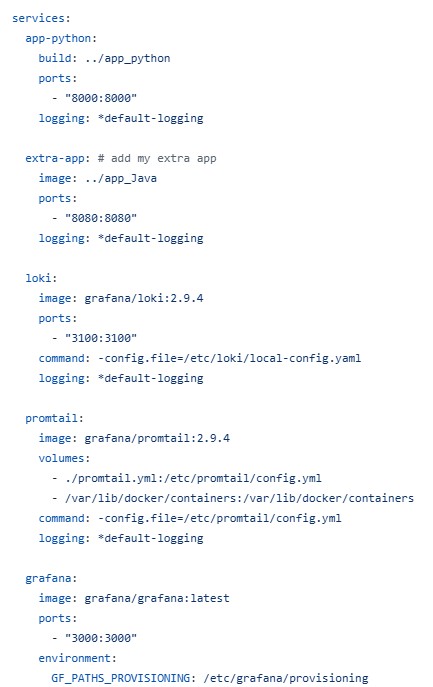 services:
  app-python:
    build: ../app_python
    ports:
      - "8000:8000"
    logging: *default-logging

  extra-app: # add my extra app
    image: ../app_Java
    ports:
      - "8080:8080"
    logging: *default-logging

  loki:
    image: grafana/loki:2.9.4
    ports:
      - "3100:3100"
    command: -config.file=/etc/loki/local-config.yaml
    logging: *default-logging

  promtail:
    image: grafana/promtail:2.9.4
    volumes:
      - ./promtail.yml:/etc/promtail/config.yml
      - /var/lib/docker/containers:/var/lib/docker/containers
    command: -config.file=/etc/promtail/config.yml
    logging: *default-logging

  grafana:
    image: grafana/grafana:latest
    ports:
      - "3000:3000"
    environment:
      GF_PATHS_PROVISIONING: /etc/grafana/provisioning